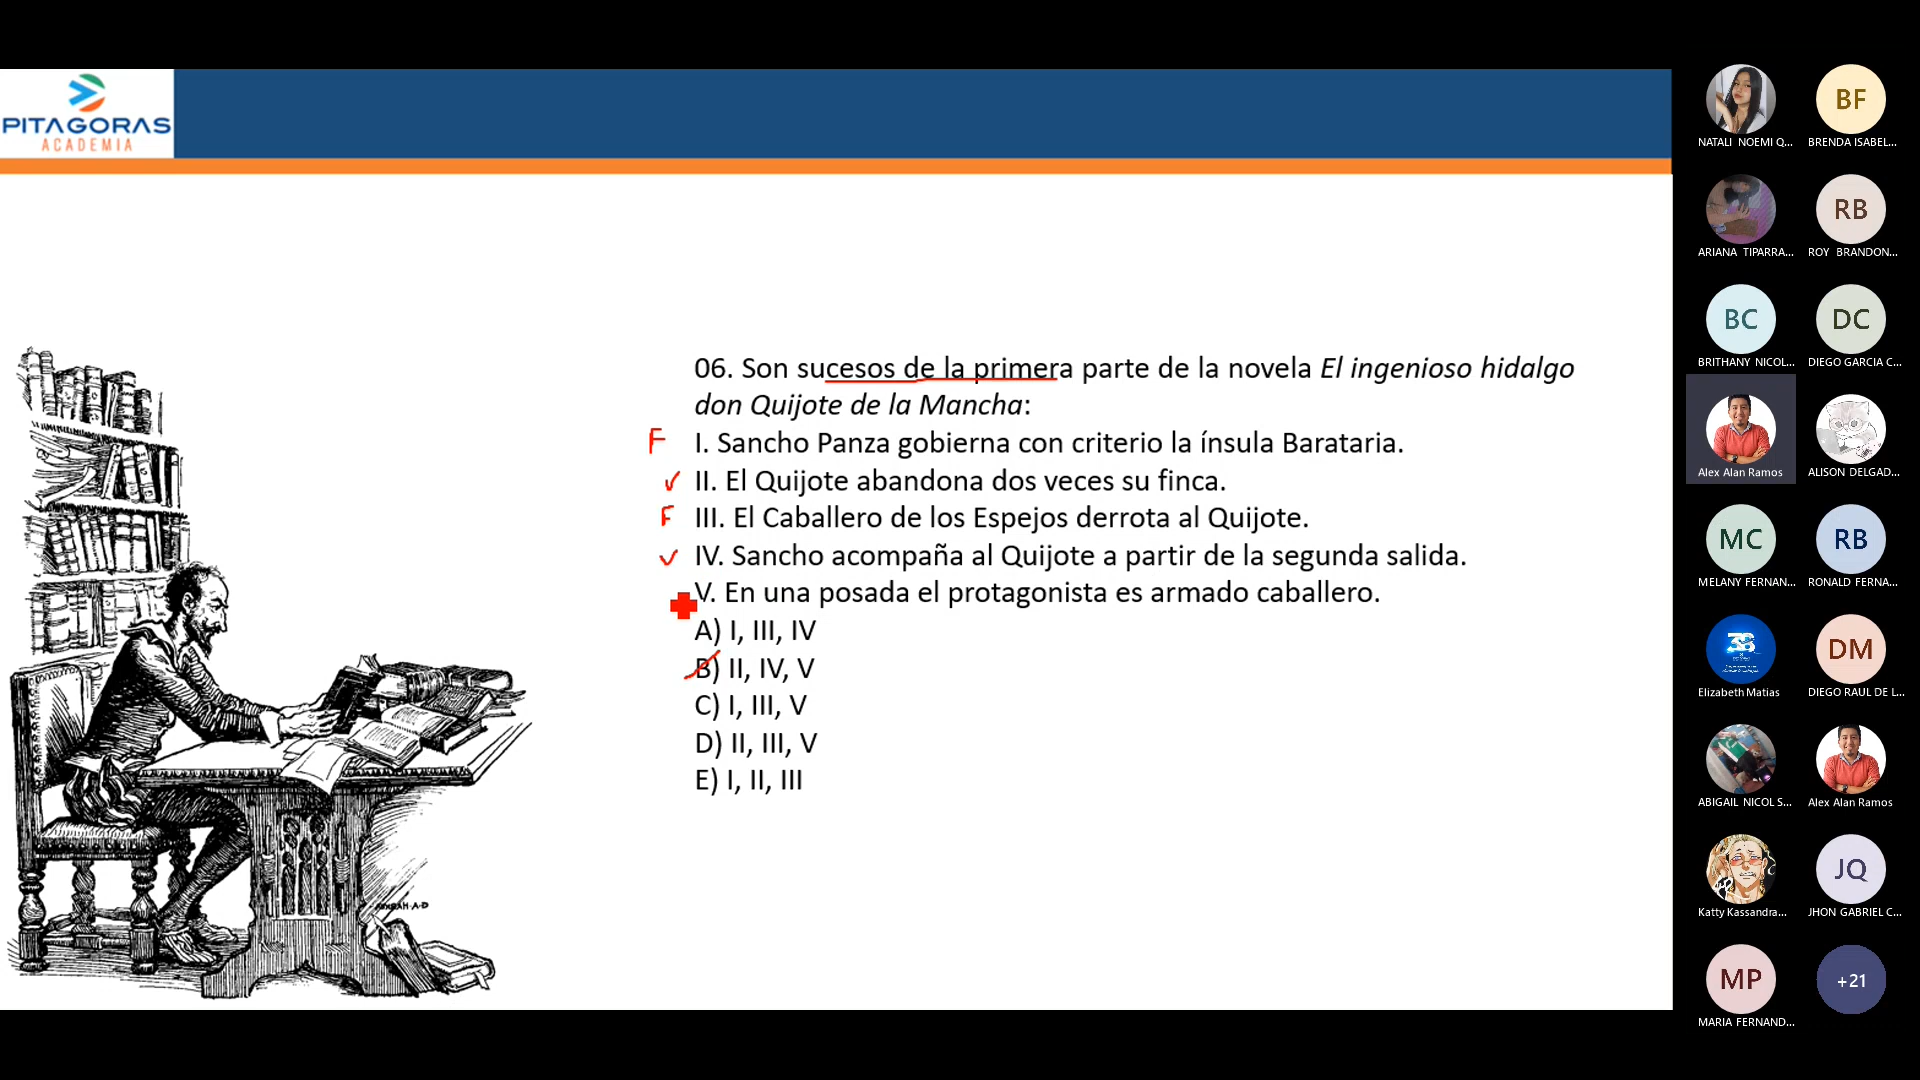 PITAGORAS
ACADEMIA
06. Son sucesos de la primera parte de la novela El ingenioso hidalgo
don Quijote de la Mancha:
F I. Sancho Panza gobierna con criterio la ínsula Barataria.
✓ II. El Quijote abandona dos veces su finca.
F III. El Caballero de los Espejos derrota al Quijote.
✓ IV. Sancho acompaña al Quijote a partir de la segunda salida.
V. En una posada el protagonista es armado caballero.
A) I, III, IV
B) II, IV, V
C) I, III, V
D) II, III, V
E) I, II, III
NATALI NOEMI Q...
BF
BRENDA ISABEL...
ARIANA TIPARRA...
RB
ROY BRANDON...
BC
BRITHANY NICOL...
DC
DIEGO GARCIA C...
Alex Alan Ramos
ALISON DELGAD...
MC
MELANY FERNAN...
RB
RONALD FERNA...
Elizabeth Matias
DM
DIEGO RAUL DE L...
ABIGAIL NICOL S...
Alex Alan Ramos
Katty Kassandra...
JQ
JHON GABRIEL C...
MP
MARIA FERNAND...
+21